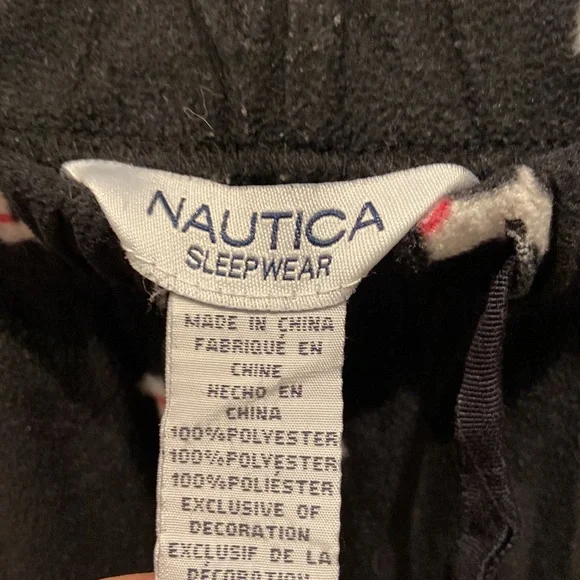 NAUTICA
SLEEPWEAR
MADE IN CHINA
FABRIQUÉ EN
CHINE
HECHO EN
CHINA
100%POLYESTER
100%POLYESTER
100%POLIÉSTER
EXCLUSIVE OF
DECORATION
EXCLUSIF DE LA
DÉCORATION